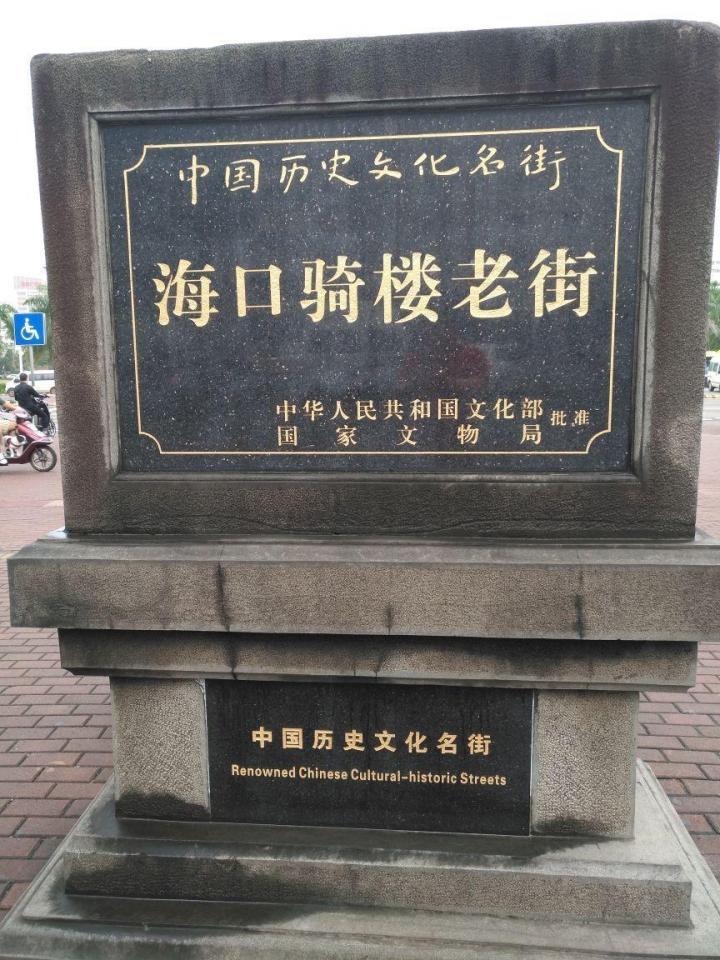 中国历史文化名街
海口骑楼老街
中华人民共和国文化部 批准
国家文物局
中国历史文化名街
Renowned Chinese Cultural-historic Streets